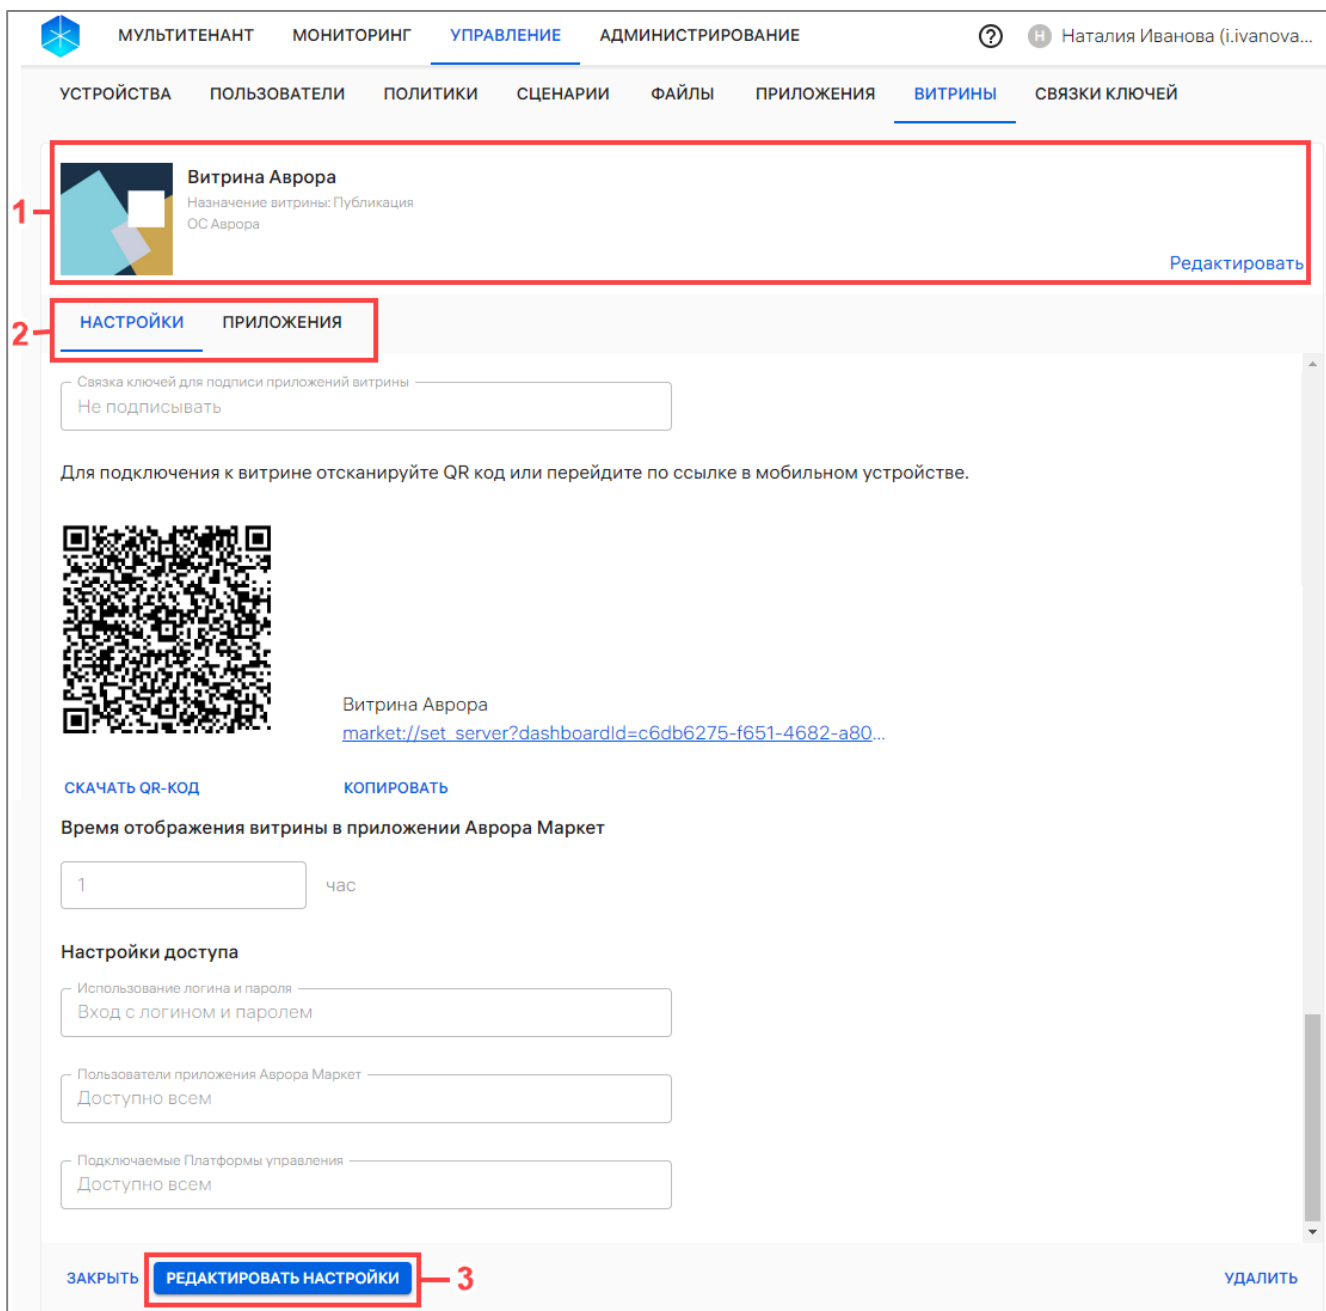 МУЛЬТИТЕНАНТ МОНИТОРИНГ УПРАВЛЕНИЕ АДМИНИСТРИРОВАНИЕ ? Н Наталия Иванова (i.ivanova...
УСТРОЙСТВА ПОЛЬЗОВАТЕЛИ ПОЛИТИКИ СЦЕНАРИИ ФАЙЛЫ ПРИЛОЖЕНИЯ ВИТРИНЫ СВЯЗКИ КЛЮЧЕЙ
Витрина Аврора
Назначение витрины: Публикация
1
ОС Аврора
Редактировать
2
НАСТРОЙКИ ПРИЛОЖЕНИЯ
Связка ключей для подписи приложений витрины
Не подписывать
Для подключения к витрине отсканируйте QR код или перейдите по ссылке в мобильном устройстве.
Витрина Аврора
market://set_server?dashboardId=c6db6275-f651-4682-a80...
СКАЧАТЬ QR-КОД КОПИРОВАТЬ
Время отображения витрины в приложении Аврора Маркет
1 час
Настройки доступа
Использование логина и пароля
Вход с логином и паролем
Пользователи приложения Аврора Маркет
Доступно всем
Подключаемые Платформы управления
Доступно всем
ЗАКРЫТЬ РЕДАКТИРОВАТЬ НАСТРОЙКИ 3 УДАЛИТЬ